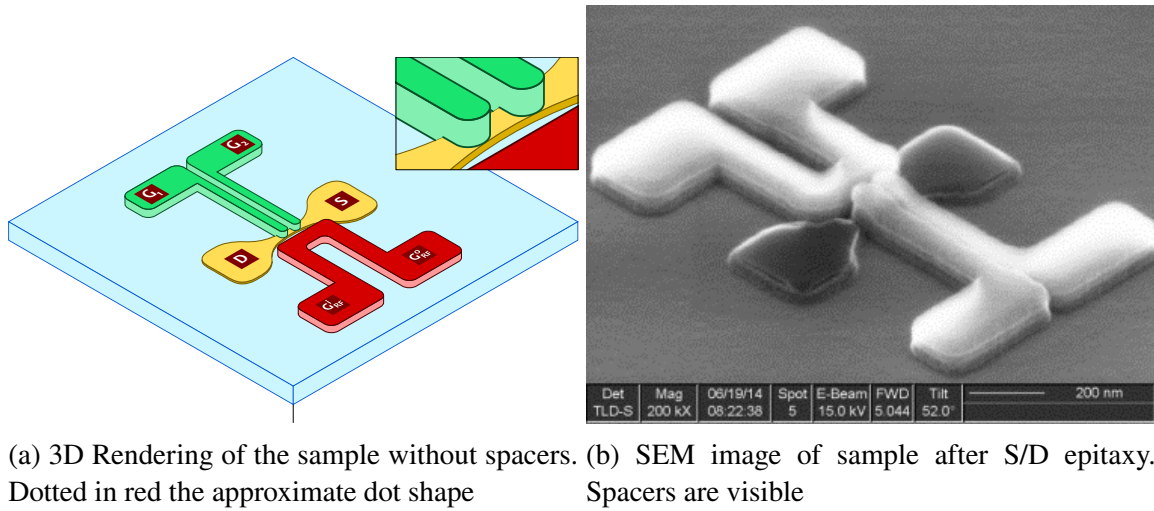 G₂
G₁
S
D
Gᴼ_RF
Gᴵ_RF
Det Mag 06/19/14 Spot E-Beam FWD Tilt 200 nm
TLD-S 200 kX 08:22:38 5 15.0 kV 5.044 52.0°
(a) 3D Rendering of the sample without spacers.
Dotted in red the approximate dot shape
(b) SEM image of sample after S/D epitaxy.
Spacers are visible